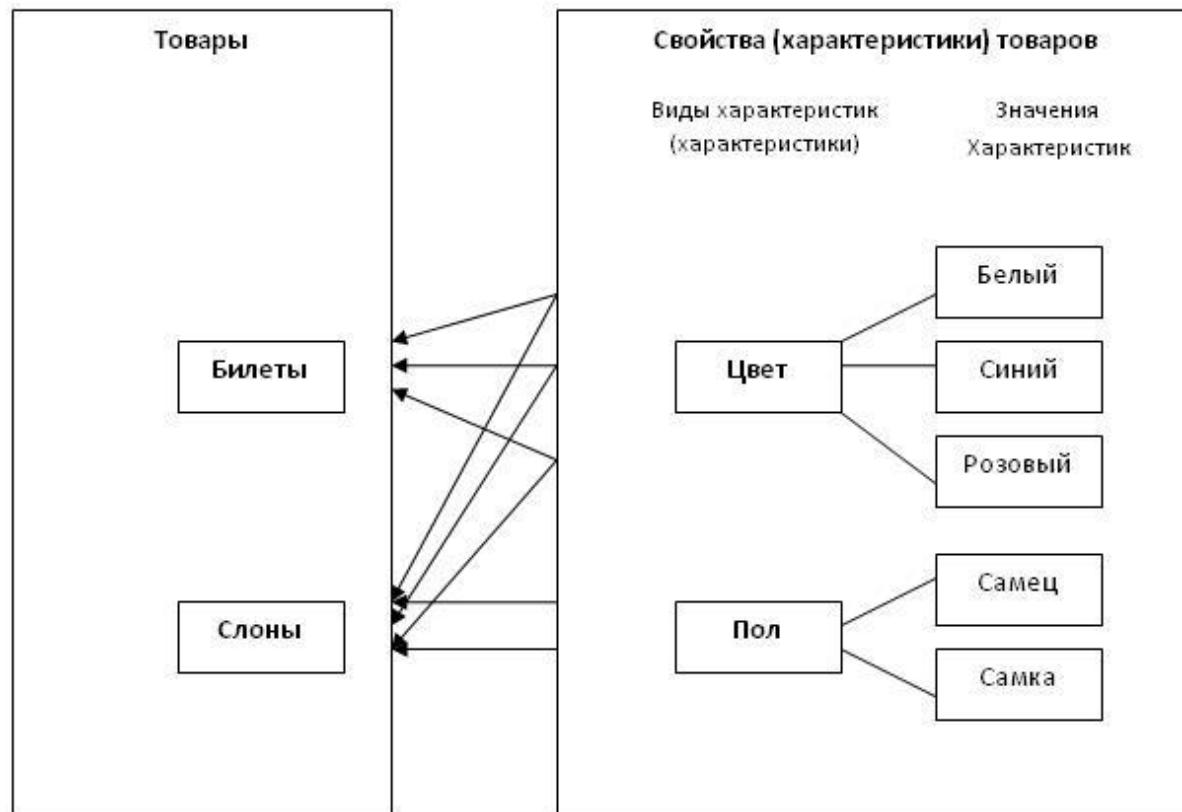 Товары
Билеты
Слоны
Свойства (характеристики) товаров
Виды характеристик
(характеристики)
Значения
Характеристик
Цвет
Белый
Синий
Розовый
Пол
Самец
Самка